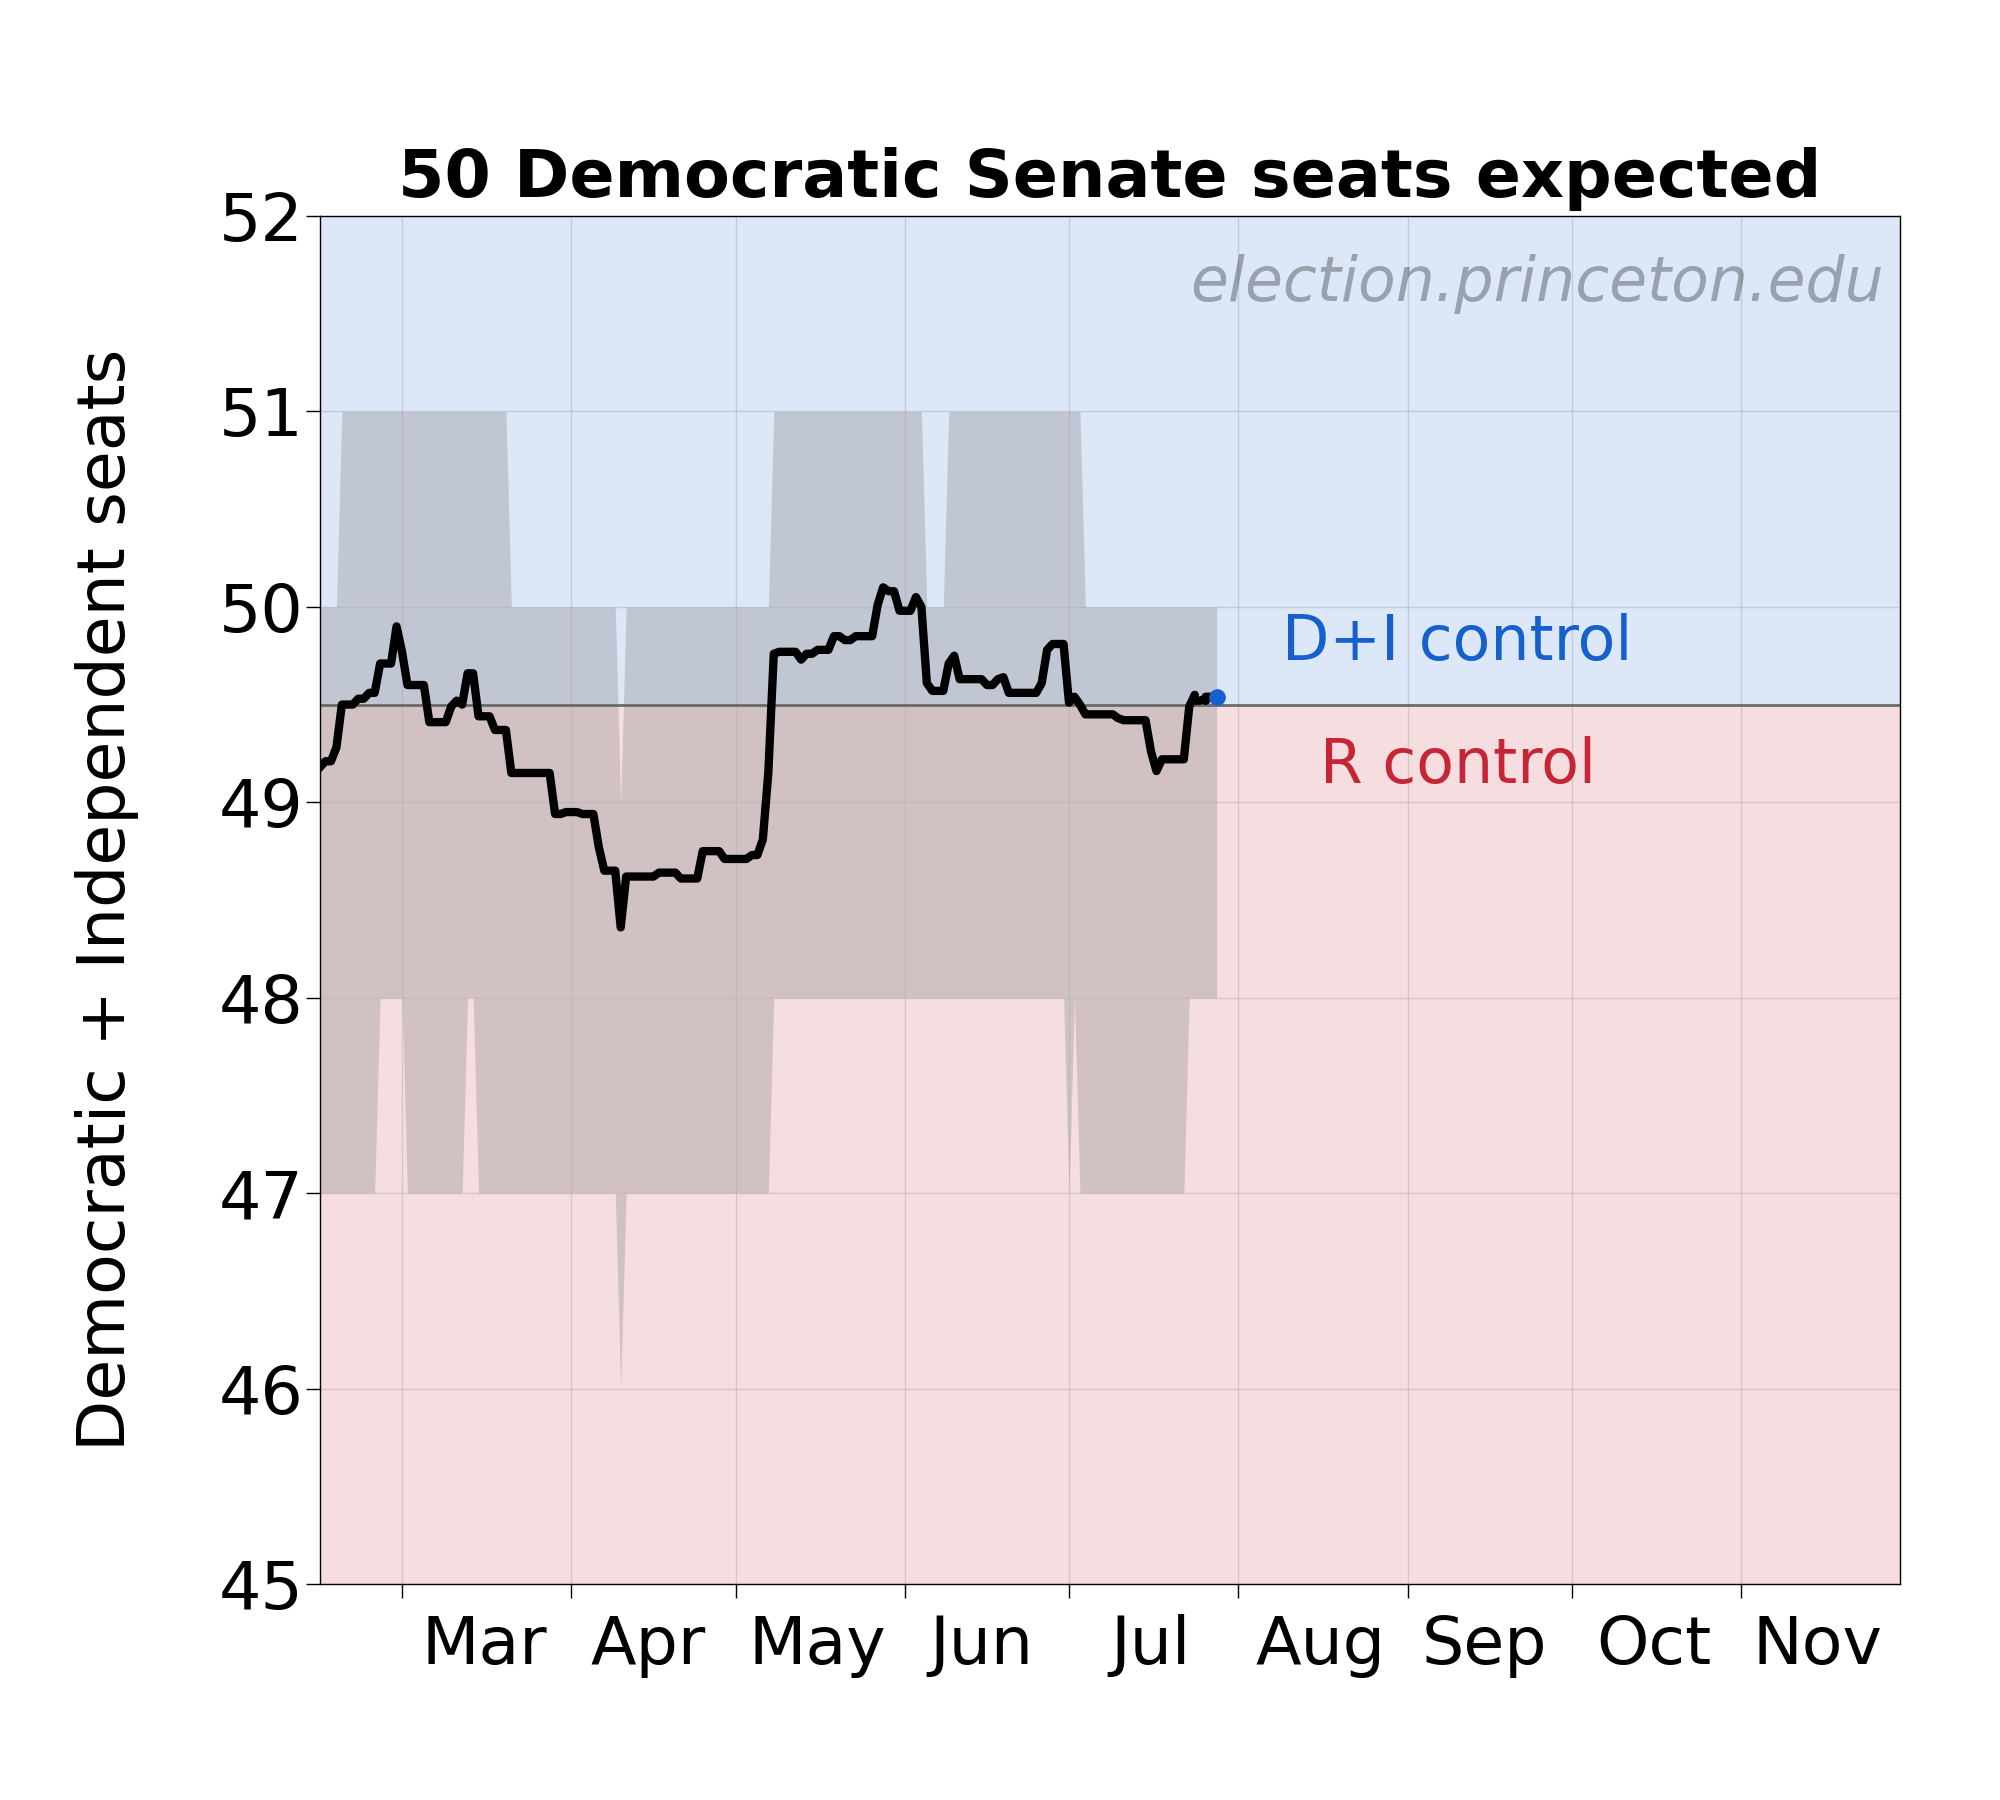 50 Democratic Senate seats expected
election.princeton.edu
Democratic + Independent seats
52
51
50
49
48
47
46
45
D+I control
R control
Mar Apr May Jun Jul Aug Sep Oct Nov